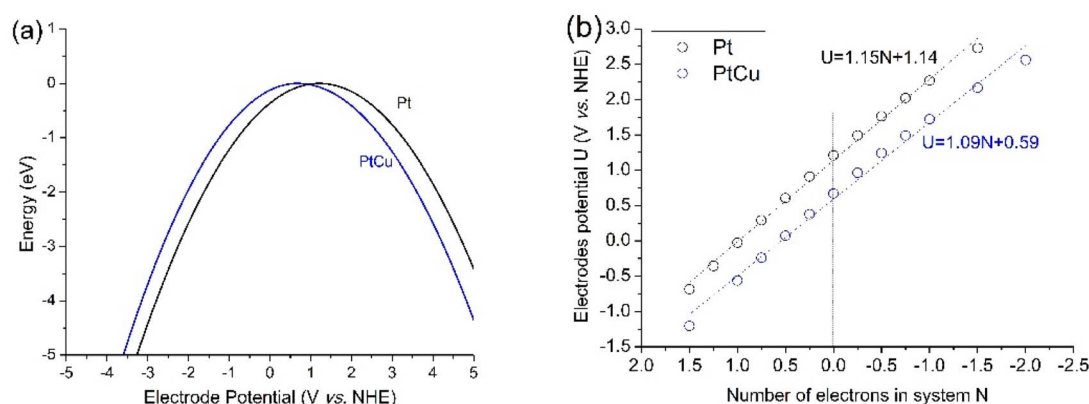 (a)
1
0
-1
-2
-3
-4
-5
Energy (eV)
Pt
PtCu
-5 -4 -3 -2 -1 0 1 2 3 4 5
Electrode Potential (V vs. NHE)
(b)
3.0
2.5
2.0
1.5
1.0
0.5
0.0
-0.5
-1.0
-1.5
Electrodes potential U (V vs. NHE)
Pt
PtCu
U=1.15N+1.14
U=1.09N+0.59
2.0 1.5 1.0 0.5 0.0 -0.5 -1.0 -1.5 -2.0 -2.5
Number of electrons in system N